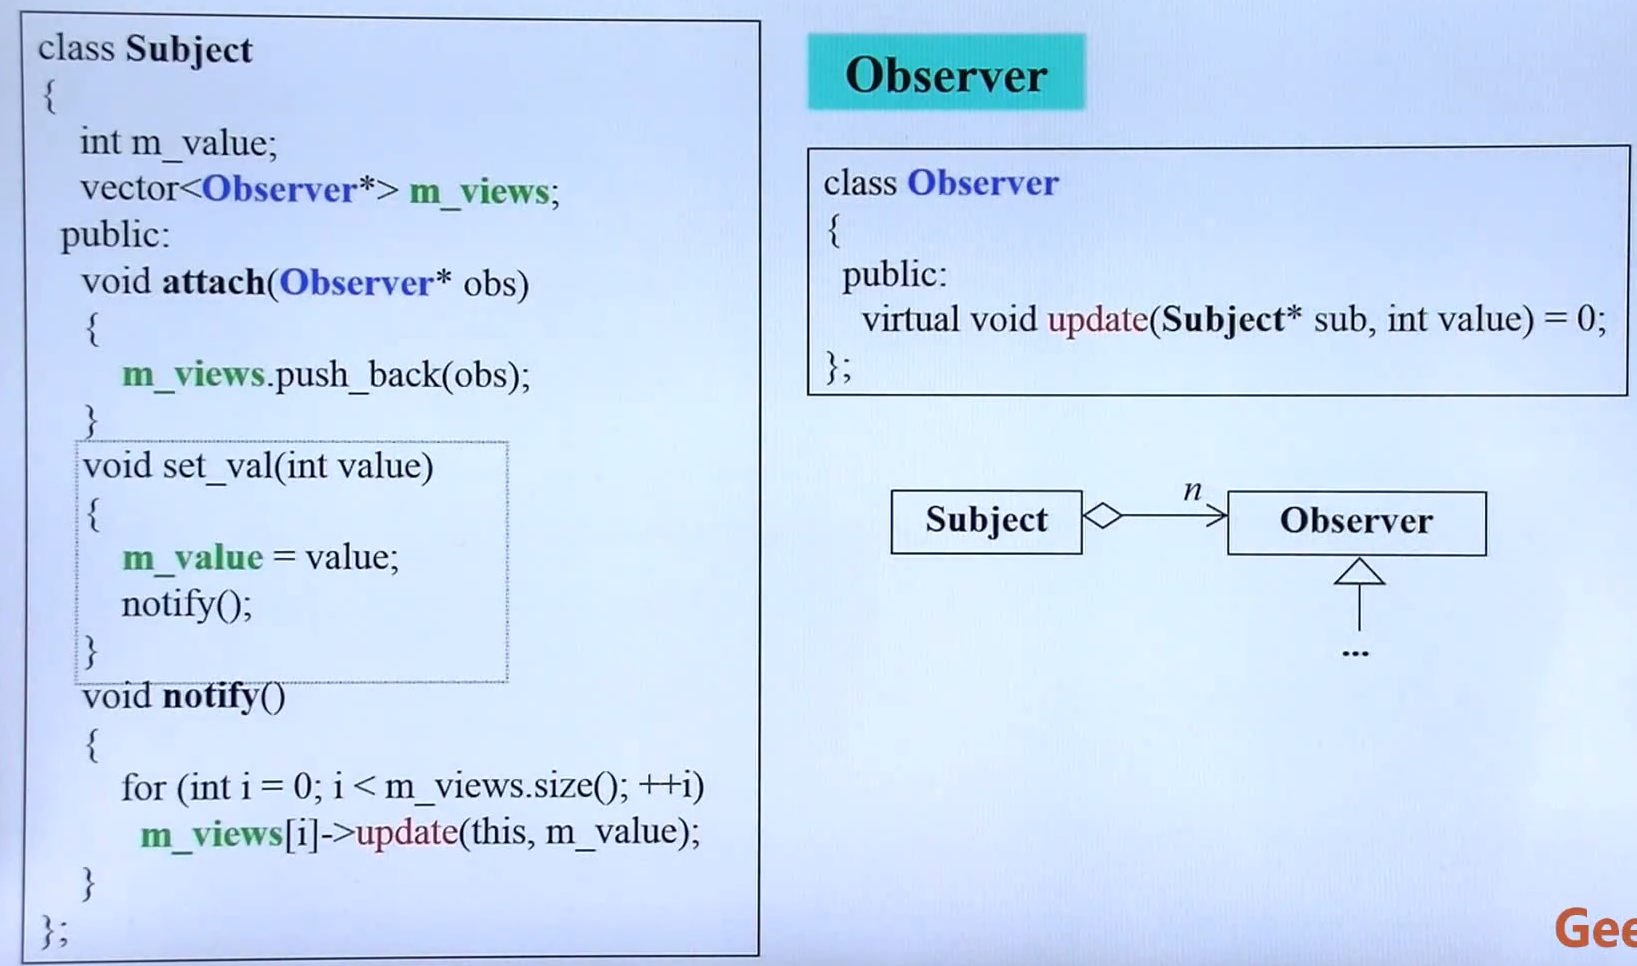 class Subject
{
int m_value;
vector<Observer*> m_views;
public:
void attach(Observer* obs)
{
m_views.push_back(obs);
}
void set_val(int value)
{
m_value = value;
notify();
}
void notify()
{
for (int i = 0; i < m_views.size(); ++i)
m_views[i]->update(this, m_value);
}
};
Observer
class Observer
{
public:
virtual void update(Subject* sub, int value) = 0;
};
Subject
n
Observer
...